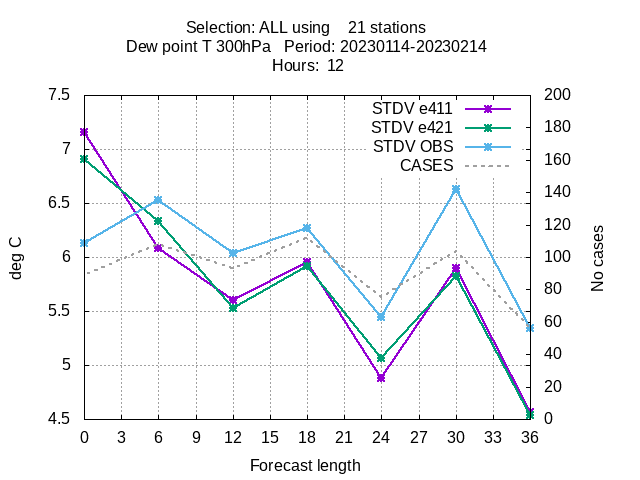 Selection: ALL using 21 stations
Dew point T 300hPa Period: 20230114-20230214
Hours: 12
7.5
7
6.5
6
5.5
5
4.5
deg C
STDV e411
STDV e421
STDV OBS
CASES
200
180
160
140
120
100
80
60
40
20
0
No cases
0 3 6 9 12 15 18 21 24 27 30 33 36
Forecast length